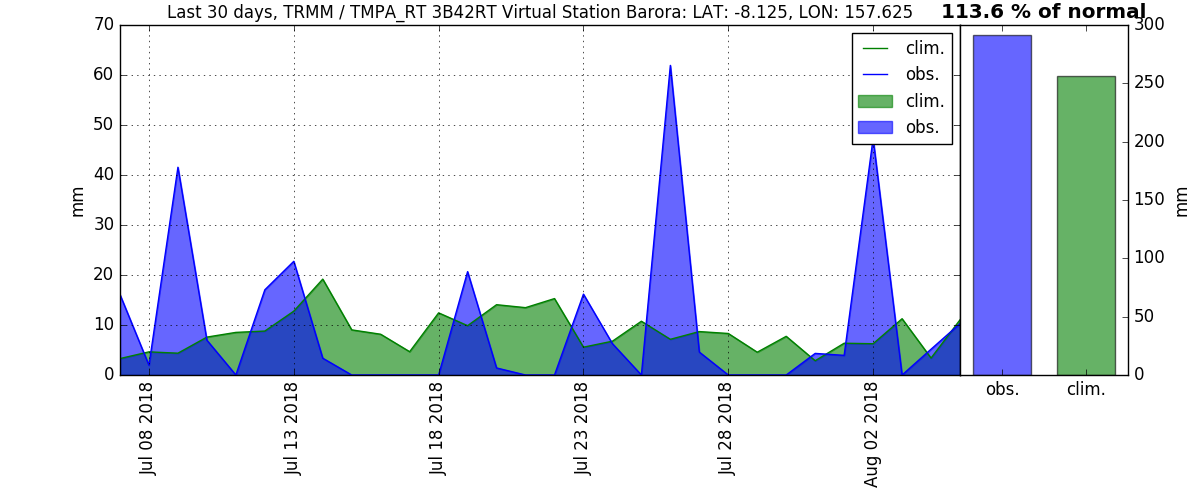 Last 30 days, TRMM / TMPA_RT 3B42RT Virtual Station Barora: LAT: -8.125, LON: 157.625
113.6 % of normal
70
60
50
40
30
20
10
0
mm
clim.
obs.
clim.
obs.
Jul 08 2018
Jul 13 2018
Jul 18 2018
Jul 23 2018
Jul 28 2018
Aug 02 2018
300
250
200
150
100
50
0
mm
obs.
clim.